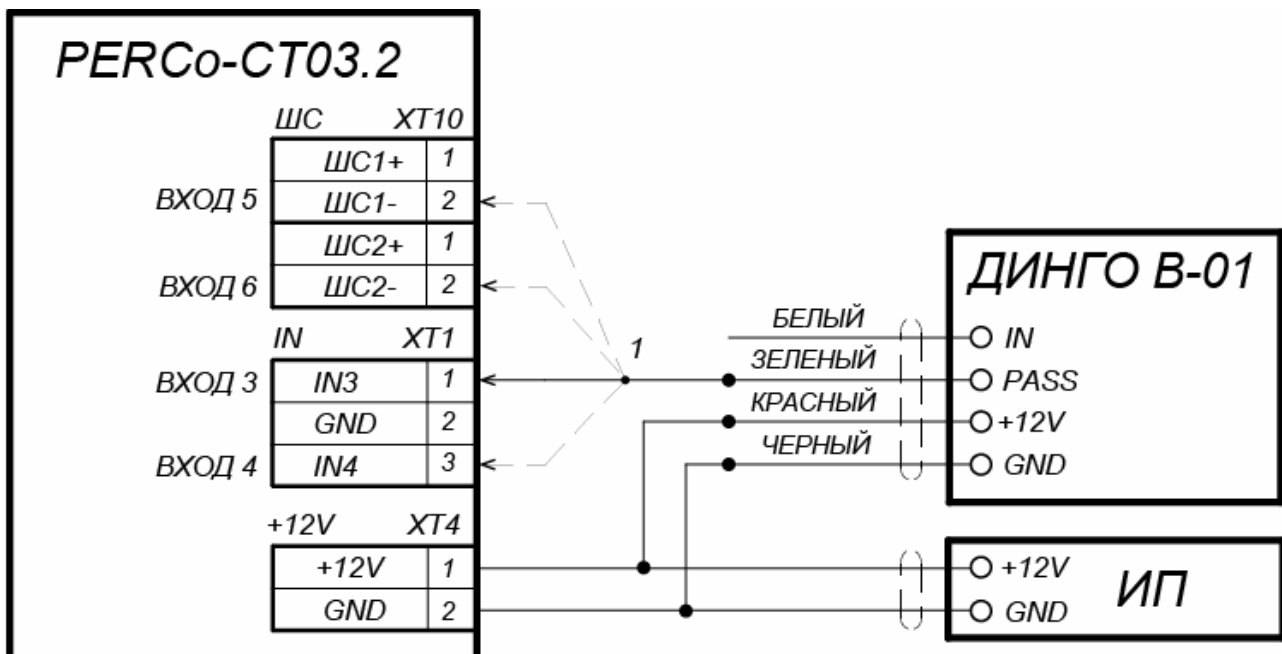 PERCo-CT03.2
ШС XT10
ШС1+ 1
ВХОД 5 ШС1- 2
ШС2+ 1
ВХОД 6 ШС2- 2
IN XT1
ВХОД 3 IN3 1
GND 2
ВХОД 4 IN4 3
+12V XT4
+12V 1
GND 2
1
БЕЛЫЙ
ЗЕЛЕНЫЙ
КРАСНЫЙ
ЧЕРНЫЙ
ДИНГО В-01
IN
PASS
+12V
GND
+12V
GND
ИП